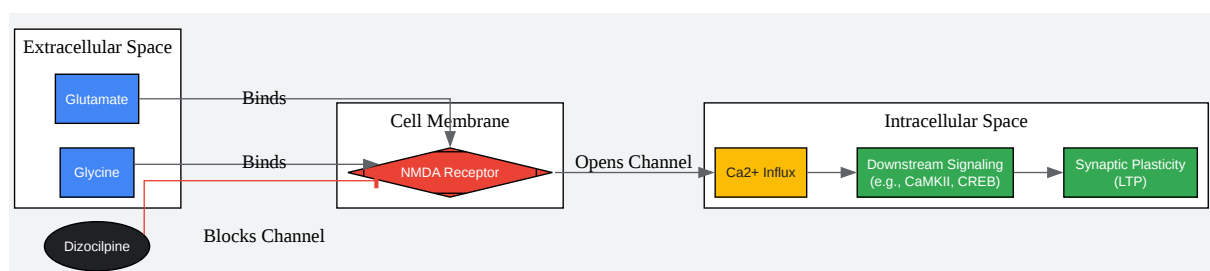 Extracellular Space
Glutamate
Binds
Cell Membrane
Intracellular Space
Glycine
Binds
NMDA Receptor
Opens Channel
Ca2+ Influx
Downstream Signaling
(e.g., CaMKII, CREB)
Synaptic Plasticity
(LTP)
Dizocilpine
Blocks Channel